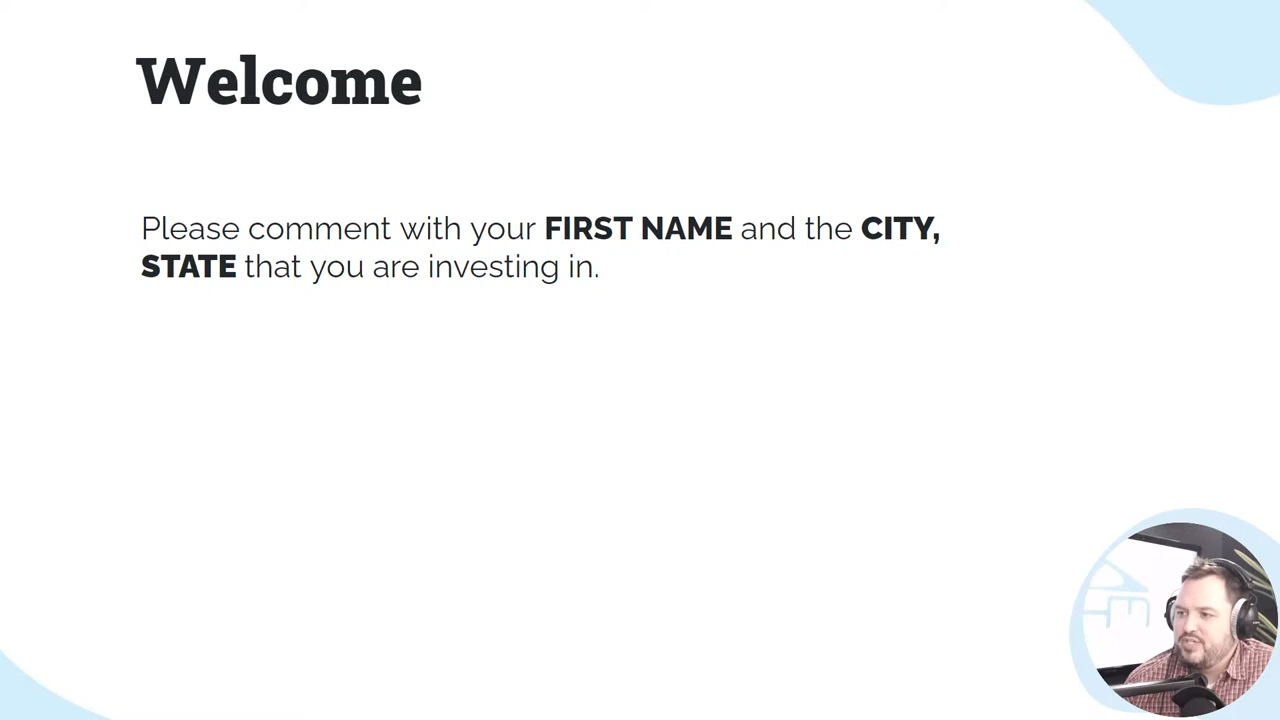 Welcome
Please comment with your FIRST NAME and the CITY,
STATE that you are investing in.